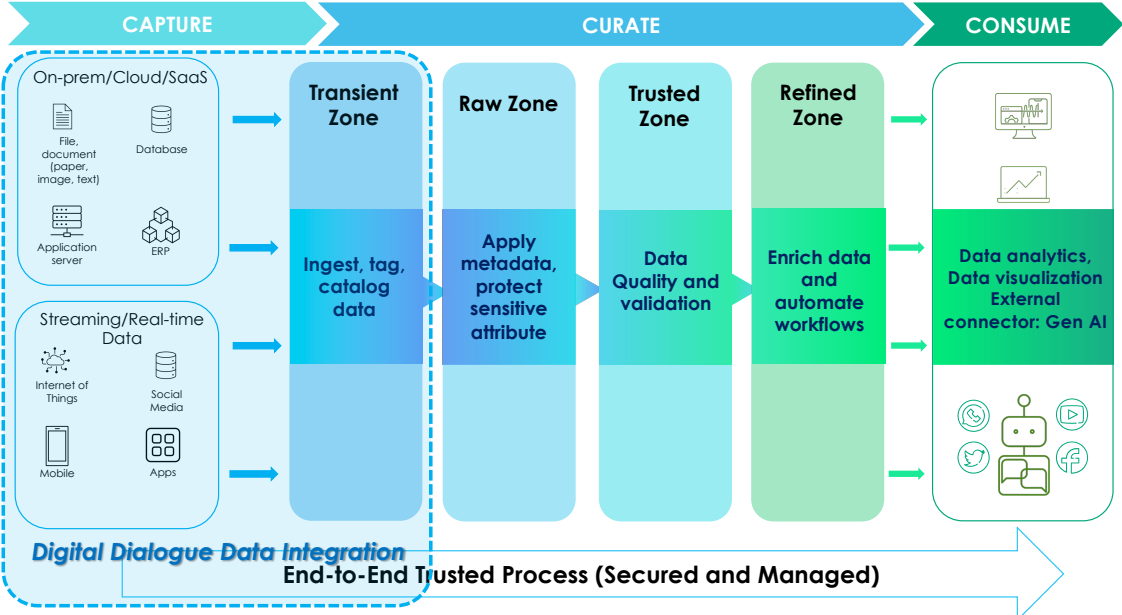 CAPTURE
CURATE
CONSUME
On-prem/Cloud/SaaS
File,
document
(paper,
image, text)
Database
Application
server
ERP
Streaming/Real-time
Data
Internet of
Things
Social
Media
Mobile
Apps
Transient
Zone
Ingest, tag,
catalog
data
Raw Zone
Apply
metadata,
protect
sensitive
attribute
Trusted
Zone
Data
Quality and
validation
Refined
Zone
Enrich data
and
automate
workflows
Data analytics,
Data visualization
External
connector: Gen AI
Digital Dialogue Data Integration
End-to-End Trusted Process (Secured and Managed)